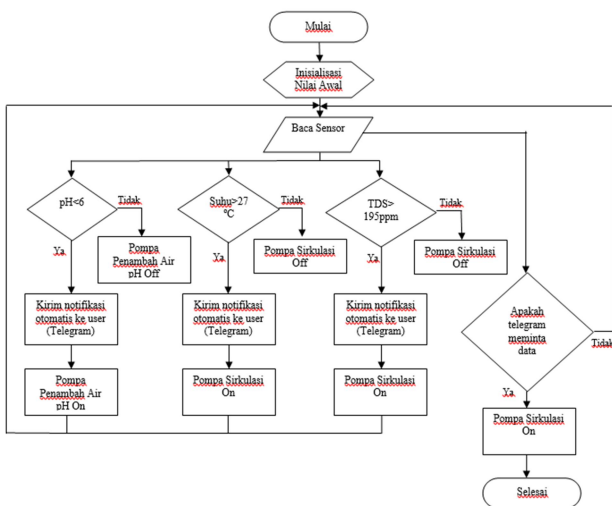 Mulai
Inisialisasi
Nilai Awal
Baca Sensor
pH<6
Tidak
Ya
Pompa
Penambah Air
pH Off
Kirim notifikasi
otomatis ke user
(Telegram)
Pompa
Penambah Air
pH On
Suhu>27
°C
Tidak
Ya
Pompa Sirkulasi
Off
Kirim notifikasi
otomatis ke user
(Telegram)
Pompa Sirkulasi
On
TDS>
195ppm
Tidak
Ya
Pompa Sirkulasi
Off
Kirim notifikasi
otomatis ke user
(Telegram)
Pompa Sirkulasi
On
Apakah
telegram
meminta
data
Tidak
Ya
Pompa Sirkulasi
On
Selesai